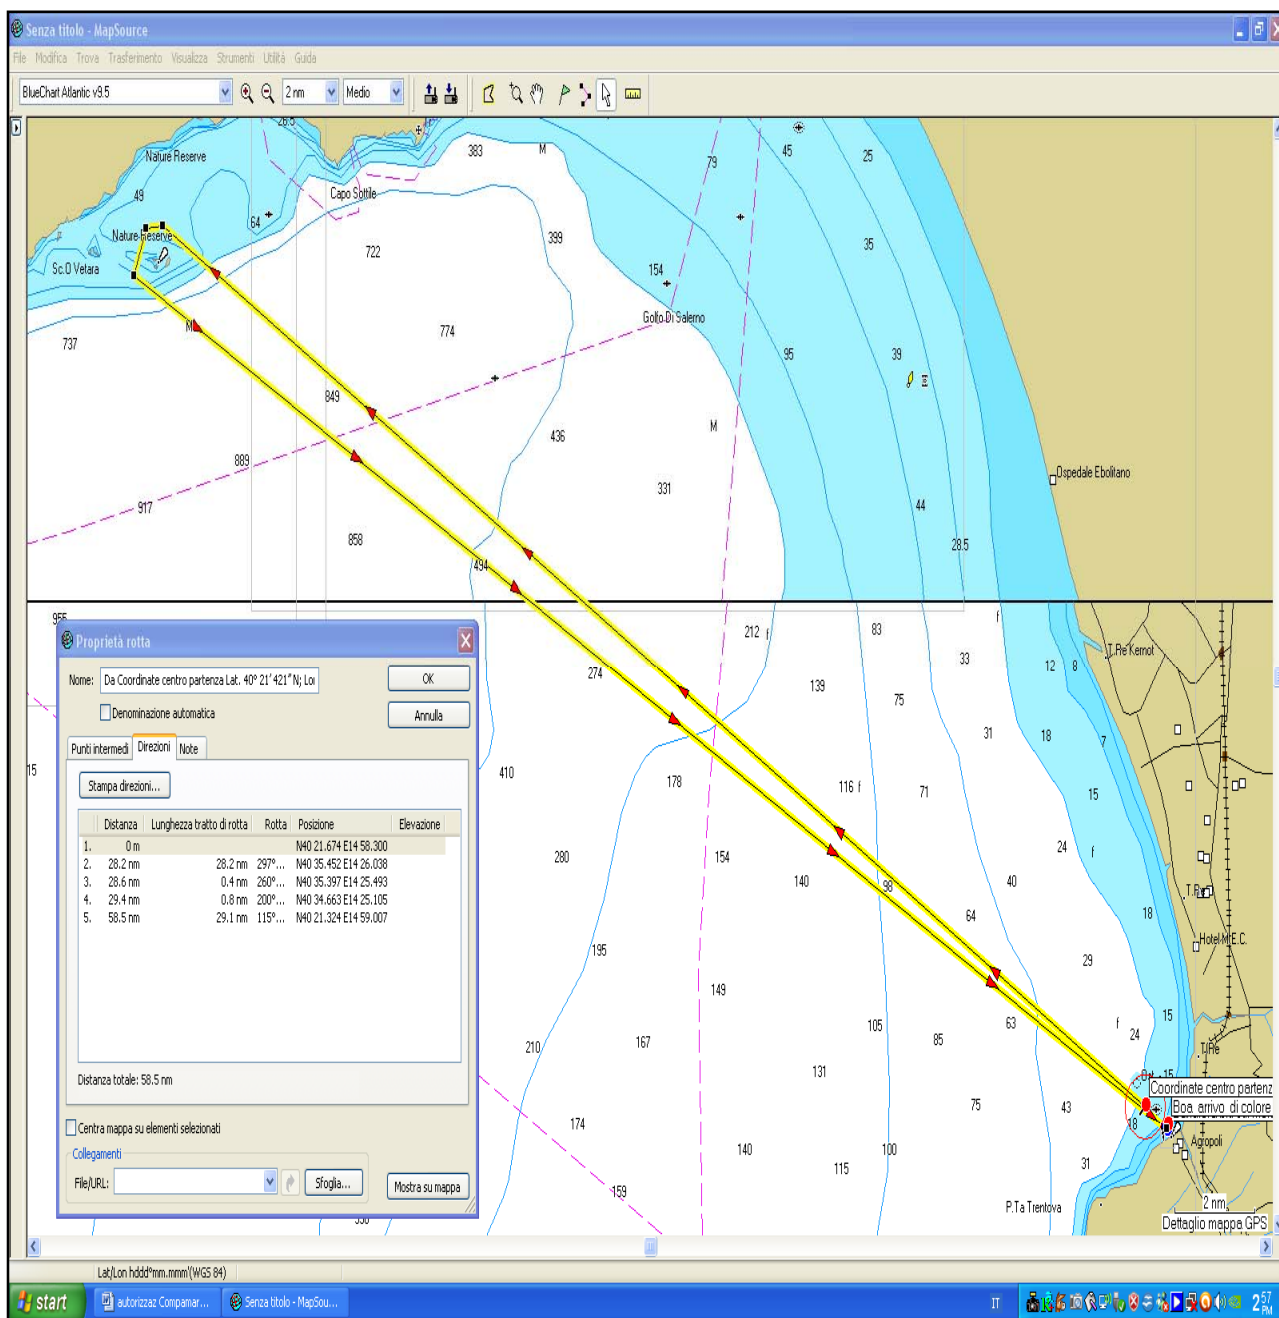 Senza titolo - MapSource
File Modifica Trova Trasferimento Visualizza Strumenti Utilità Guida
BlueChart Atlantic v9.5 2 nm Medio
26.5
383
M
79
45
25
Nature Reserve
49
Capo Sottile
64
Nature Reserve
Sc.O Vetara
722
399
154
35
Golfo Di Salerno
M
737
774
95
39
849
M
436
889
331
Ospedale Ebolitano
917
44
858
28.5
494
955
212 f
83
f
33
12
8
T.Re Kernot
274
139
75
31
18
7
15
410
178
116 f
71
15
24
f
280
154
140
98
40
64
18
T.Re
Hotel M.E.C.
195
29
149
63
f
24
15
105
85
210
167
T.Re
131
15
Coordinate centro partenz
75
43
Boa arrivo di colore
18
174
140
100
Agropoli
115
31
159
P.Ta Trentova
2 nm
Dettaglio mappa GPS
Proprietà rotta
Nome: Da Coordinate centro partenza Lat. 40° 21' 421" N; Lo
OK
Denominazione automatica
Annulla
Punti intermedi Direzioni Note
Stampa direzioni...
Distanza Lunghezza tratto di rotta Rotta Posizione Elevazione
1. 0 m N40 21.674 E14 58.300
2. 28.2 nm 28.2 nm 297°... N40 35.452 E14 26.038
3. 28.6 nm 0.4 nm 260°... N40 35.397 E14 25.493
4. 29.4 nm 0.8 nm 200°... N40 34.663 E14 25.105
5. 58.5 nm 29.1 nm 115°... N40 21.324 E14 59.007
Distanza totale: 58.5 nm
Centra mappa su elementi selezionati
Collegamenti
File/URL: Sfoglia...
Mostra su mappa
Lat/Lon hddd°mm.mmm'(WGS 84)
start autorizzaz Compamar... Senza titolo - MapSou... IT 2:57 PM